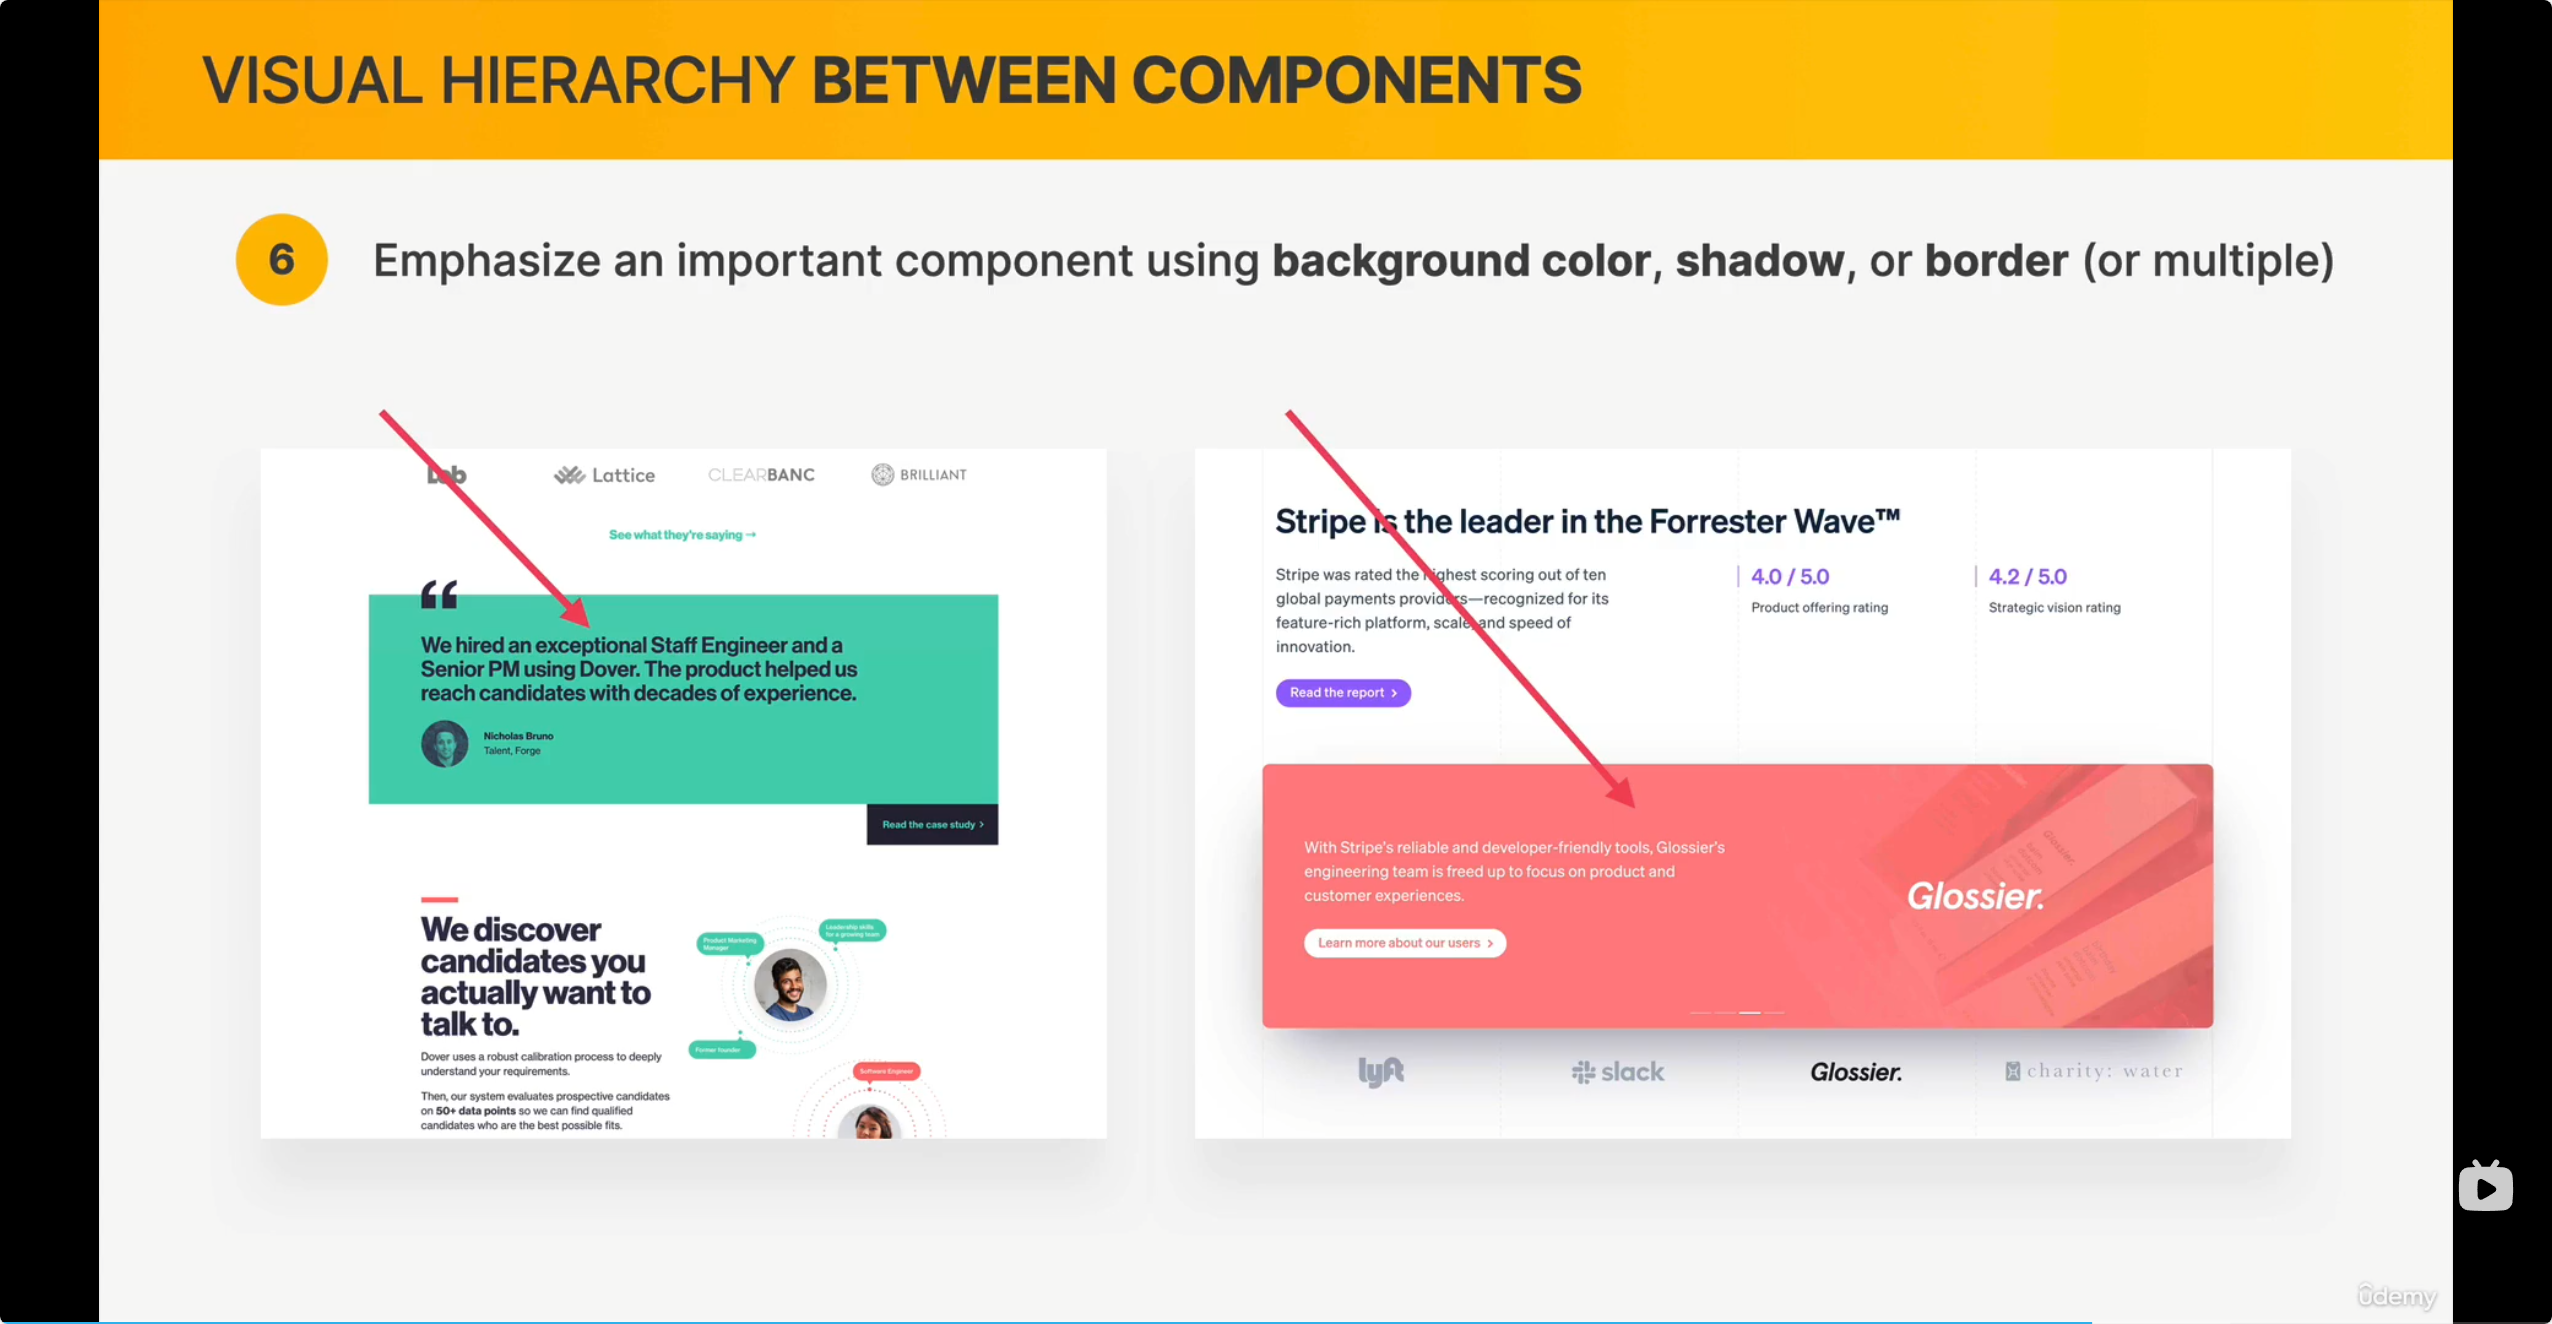 VISUAL HIERARCHY BETWEEN COMPONENTS
6
Emphasize an important component using background color, shadow, or border (or multiple)
Lattice
CLEARBANC
BRILLIANT
See what they're saying →
“
We hired an exceptional Staff Engineer and a
Senior PM using Dover. The product helped us
reach candidates with decades of experience.
Nicholas Bruno
Talent, Forge
Read the case study >
We discover
candidates you
actually want to
talk to.
Dover uses a robust calibration process to deeply
understand your requirements.
Then, our system evaluates prospective candidates
on 50+ data points so we can find qualified
candidates who are the best possible fits.
Product Marketing
Manager
Leadership skills
for a growing team
Former founder
Software Engineer
Stripe is the leader in the Forrester Wave™
Stripe was rated the highest scoring out of ten
global payments providers—recognized for its
feature-rich platform, scale, and speed of
innovation.
Read the report >
4.0 / 5.0
Product offering rating
4.2 / 5.0
Strategic vision rating
With Stripe's reliable and developer-friendly tools, Glossier's
engineering team is freed up to focus on product and
customer experiences.
Learn more about our users >
Glossier.
lyft
slack
Glossier.
charity: water
ûdemy